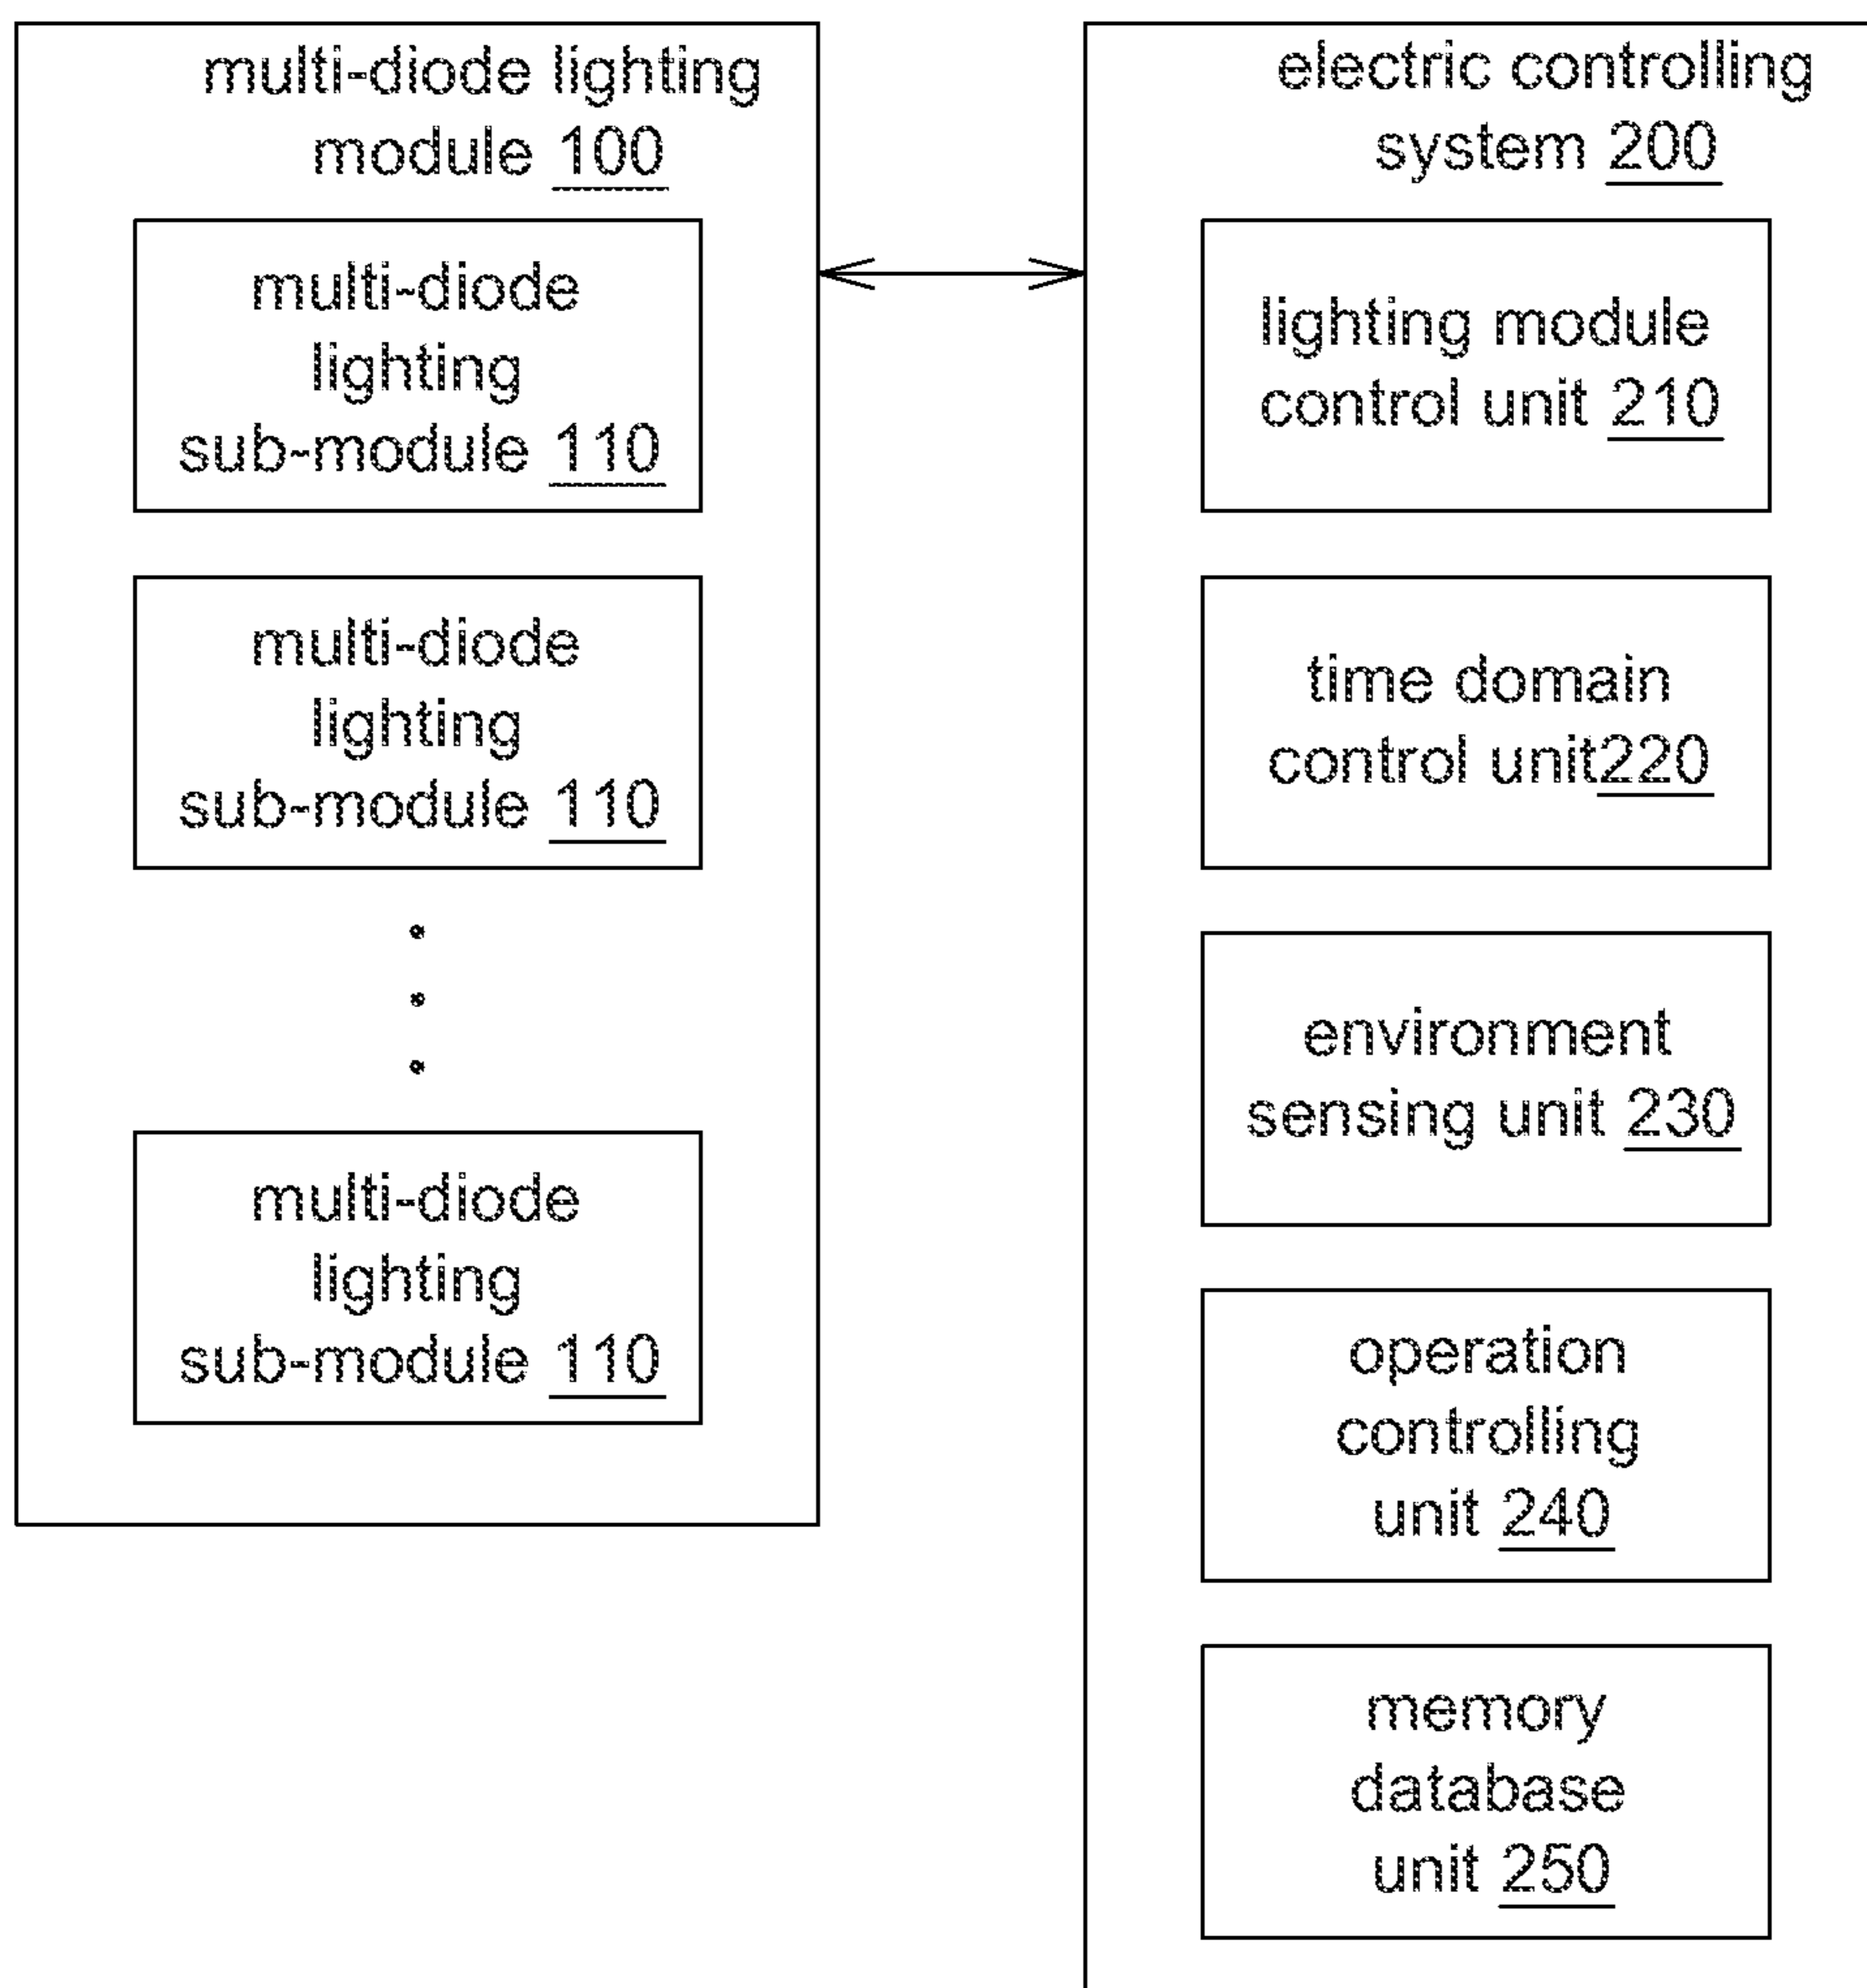 multi-diode lighting
module 100
multi-diode
lighting
sub-module 110
multi-diode
lighting
sub-module 110
multi-diode
lighting
sub-module 110
electric controlling
system 200
lighting module
control unit 210
time domain
control unit220
environment
sensing unit 230
operation
controlling
unit 240
memory
database
unit 250